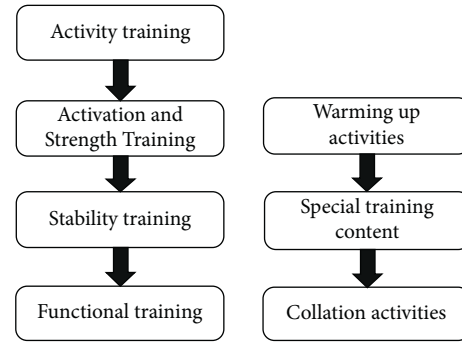 Activity training
Activation and
Strength Training
Stability training
Functional training
Warming up
activities
Special training
content
Collation activities